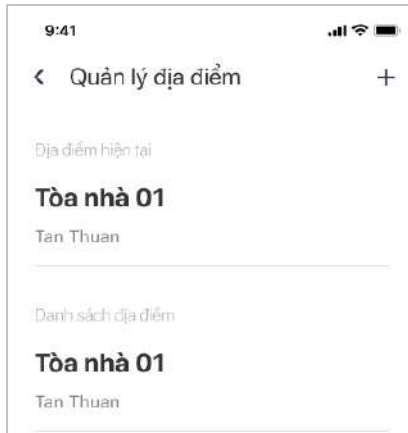 9:41
Quản lý địa điểm
Địa điểm hiện tại
Tòa nhà 01
Tan Thuan
Danh sách địa điểm
Tòa nhà 01
Tan Thuan